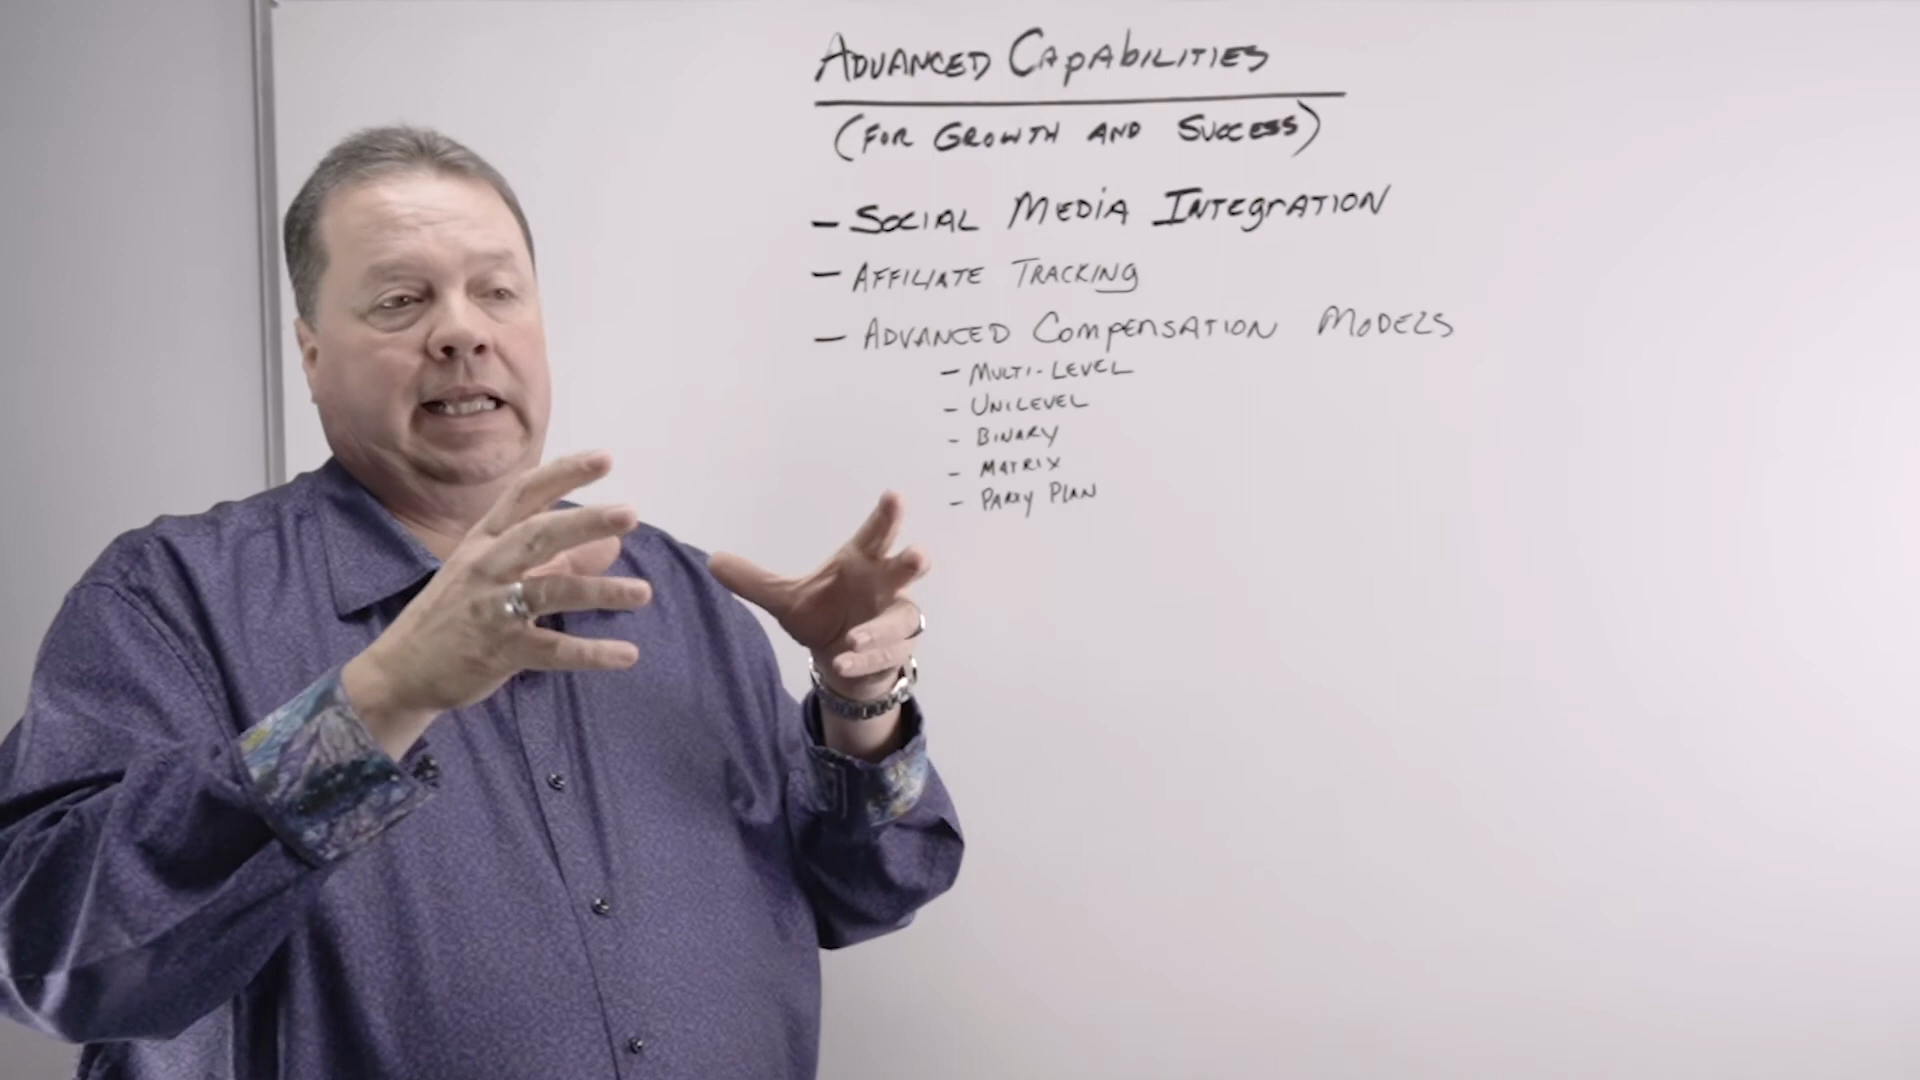 ADVANCED CAPABILITIES
(FOR GROWTH AND SUCCESS)
- SOCIAL MEDIA INTEGRATION
- AFFILIATE TRACKING
- ADVANCED COMPENSATION MODELS
- MULTI-LEVEL
- UNILEVEL
- BINARY
- MATRIX
- PARTY PLAN